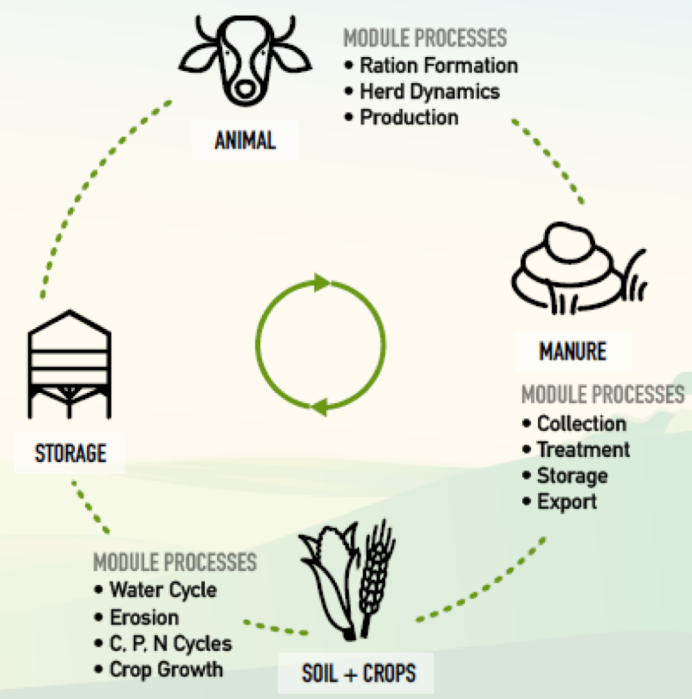 MODULE PROCESSES
• Ration Formation
• Herd Dynamics
• Production
ANIMAL
MANURE
MODULE PROCESSES
• Collection
• Treatment
• Storage
• Export
STORAGE
MODULE PROCESSES
• Water Cycle
• Erosion
• C, P, N Cycles
• Crop Growth
SOIL + CROPS